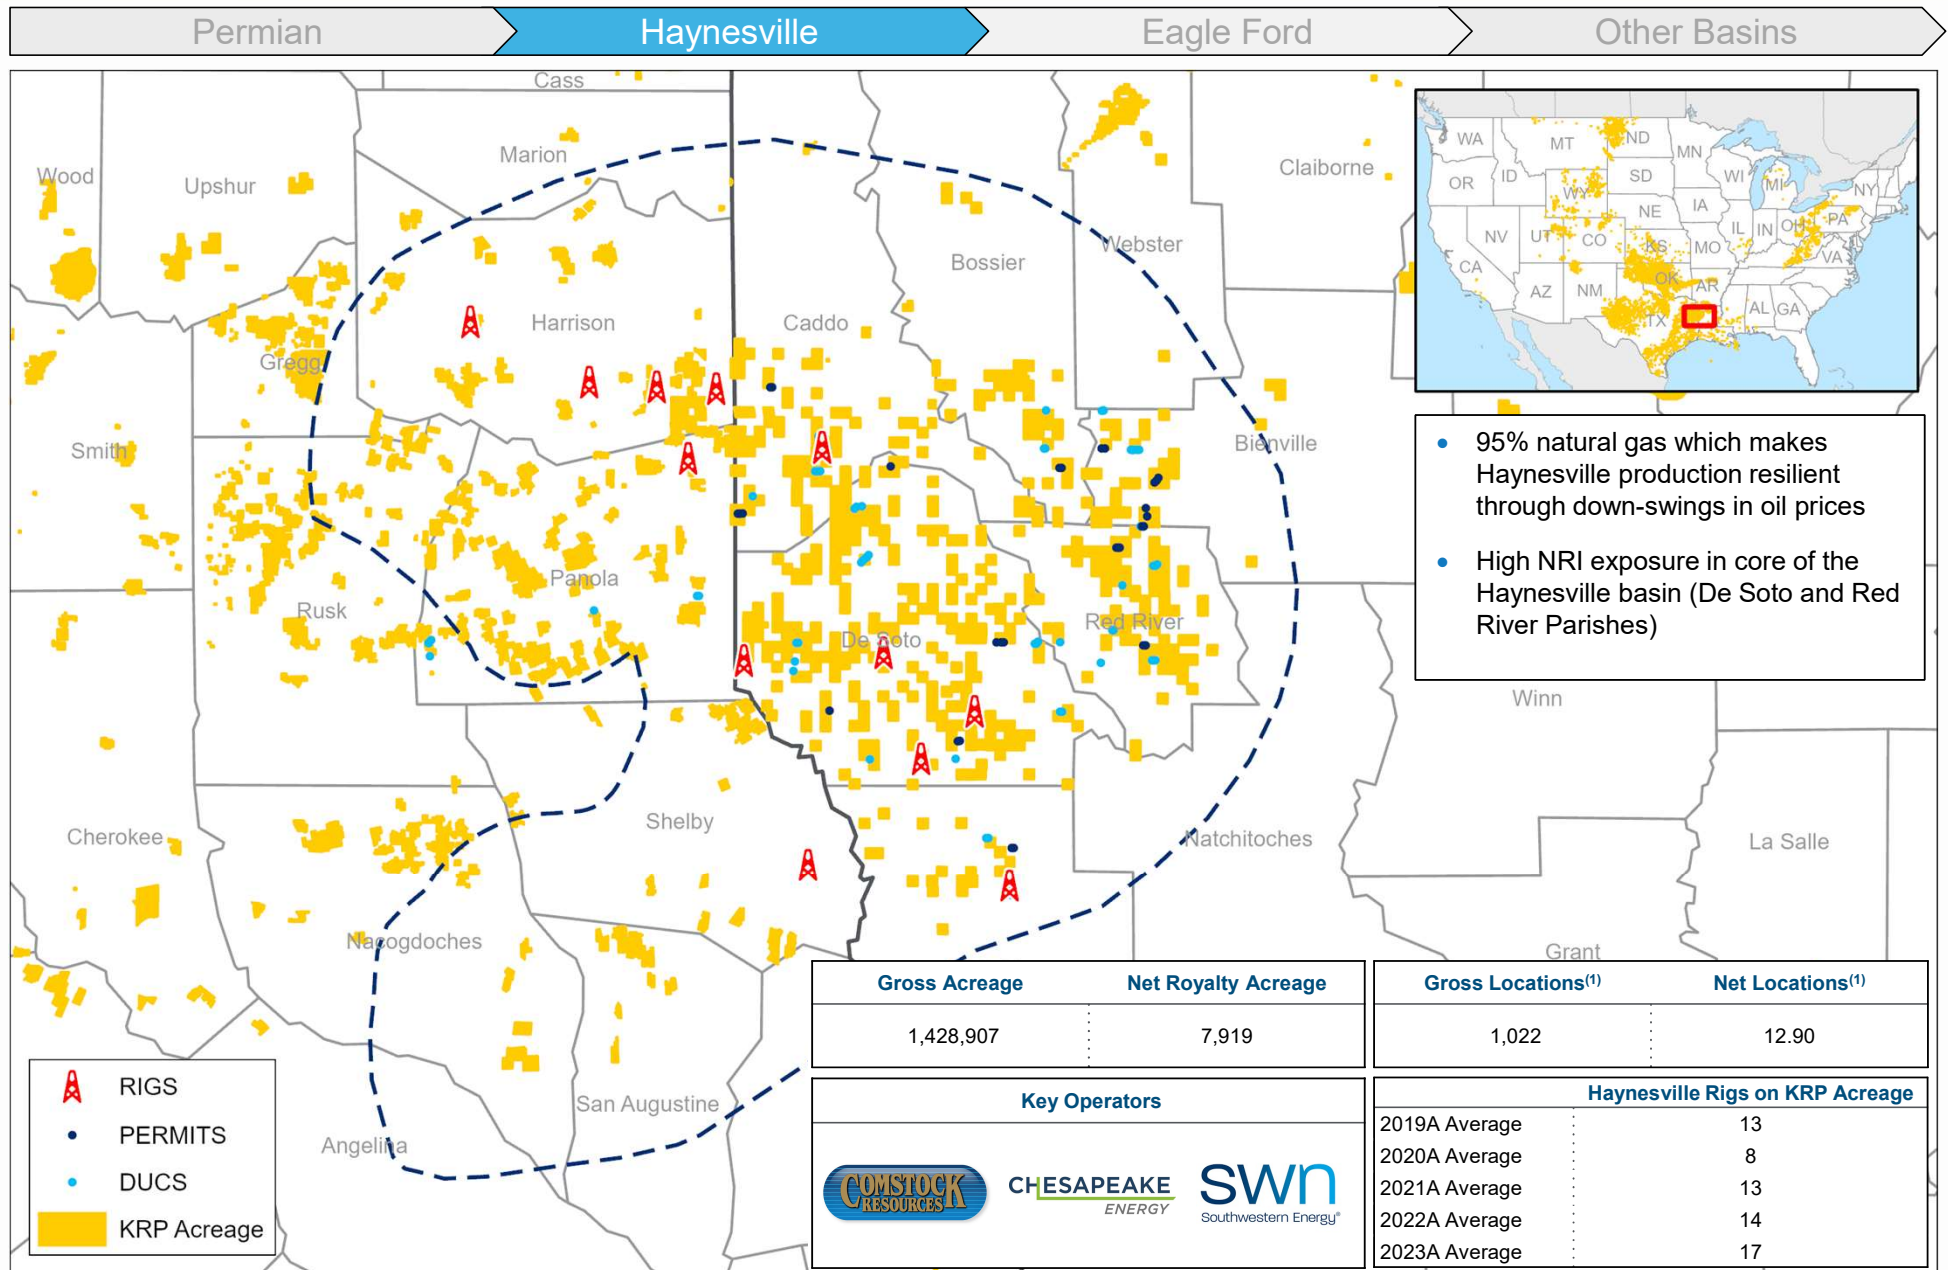 Permian
Haynesville
Eagle Ford
Other Basins
Cass
Marion
Wood
Upshur
Claiborne
Webster
Bossier
Harrison
Caddo
Gregg
Smith
Bienville
Panola
Rusk
De Soto
Red River
Winn
Shelby
Cherokee
Natchitoches
La Salle
Nacogdoches
Grant
San Augustine
Angelina
WA
MT
ND
MN
OR
ID
SD
WI
MI
NY
WY
IA
NE
NV
UT
CO
IL
IN
OH
PA
KS
MO
VA
CA
OK
AR
AZ
NM
TX
AL
GA
• 95% natural gas which makes
Haynesville production resilient
through down-swings in oil prices
• High NRI exposure in core of the
Haynesville basin (De Soto and Red
River Parishes)
RIGS
PERMITS
DUCS
KRP Acreage
Gross Acreage Net Royalty Acreage
1,428,907 7,919
Gross Locations(1) Net Locations(1)
1,022 12.90
Key Operators
COMSTOCK
RESOURCES
CHESAPEAKE
ENERGY
swn
Southwestern Energy®
Haynesville Rigs on KRP Acreage
2019A Average 13
2020A Average 8
2021A Average 13
2022A Average 14
2023A Average 17